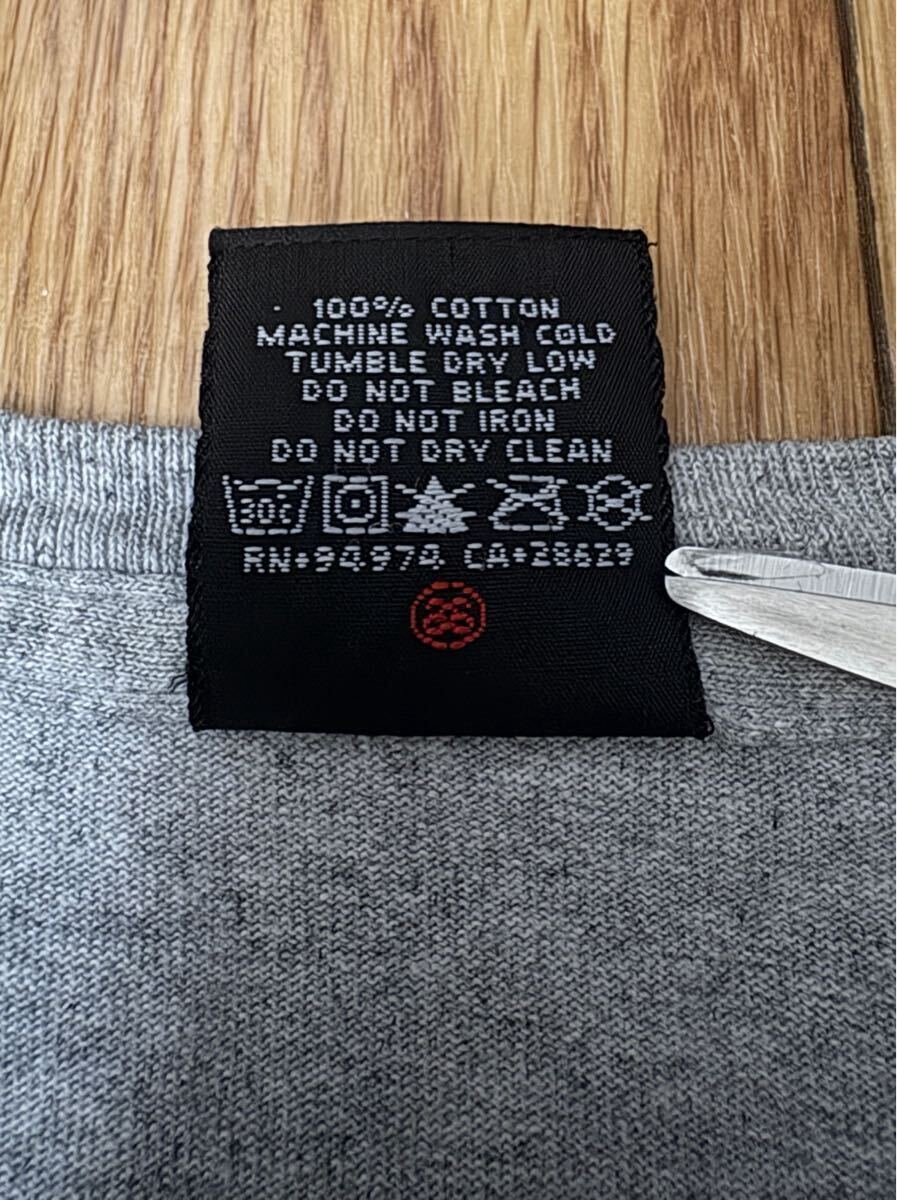 100% COTTON
MACHINE WASH COLD
TUMBLE DRY LOW
DO NOT BLEACH
DO NOT IRON
DO NOT DRY CLEAN
30c
RN#94974 CA#28629